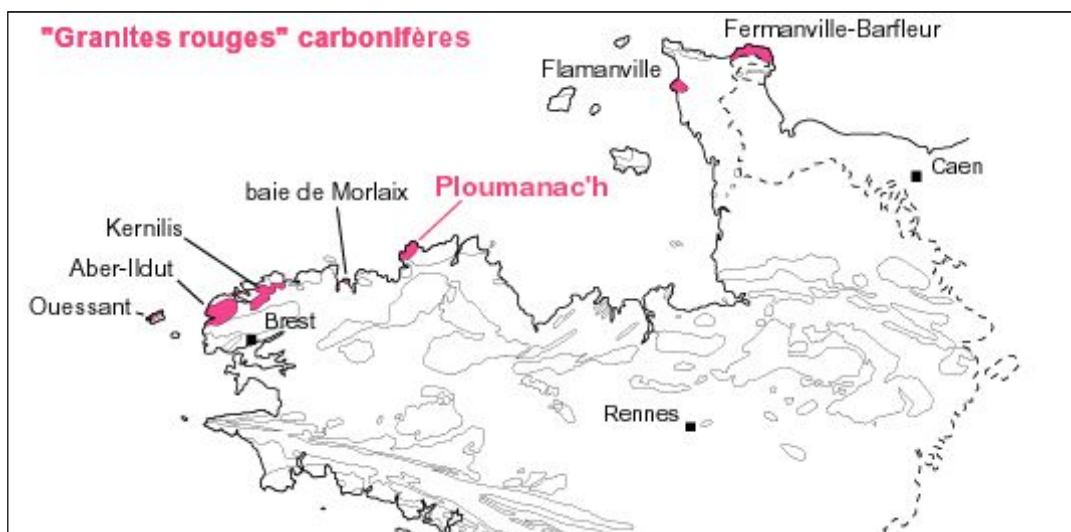 "Granites rouges" carbonifères
Fermanville-Barfleur
Flamanville
Caen
baie de Morlaix
Ploumanac'h
Kernilis
Aber-Ildut
Ouessant
Brest
Rennes